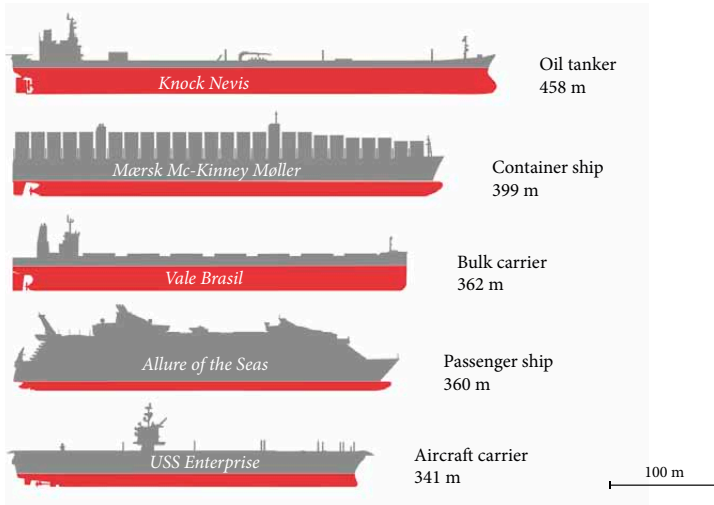 Knock Nevis
Oil tanker
458 m
Mærsk Mc-Kinney Møller
Container ship
399 m
Vale Brasil
Bulk carrier
362 m
Allure of the Seas
Passenger ship
360 m
USS Enterprise
Aircraft carrier
341 m
100 m